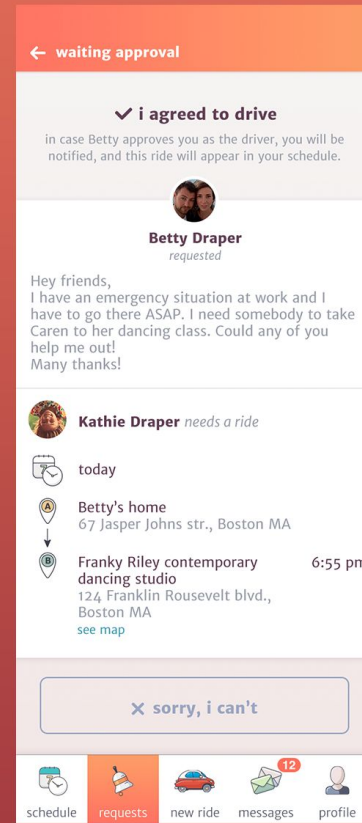 waiting approval
i agreed to drive
in case Betty approves you as the driver, you will be
notified, and this ride will appear in your schedule.
Betty Draper
requested
Hey friends,
I have an emergency situation at work and I
have to go there ASAP. I need somebody to take
Caren to her dancing class. Could any of you
help me out!
Many thanks!
Kathie Draper needs a ride
today
A
Betty's home
67 Jasper Johns str., Boston MA
B
Franky Riley contemporary 6:55 pm
dancing studio
124 Franklin Rousevelt blvd.,
Boston MA
see map
sorry, i can't
12
schedule requests new ride messages profile